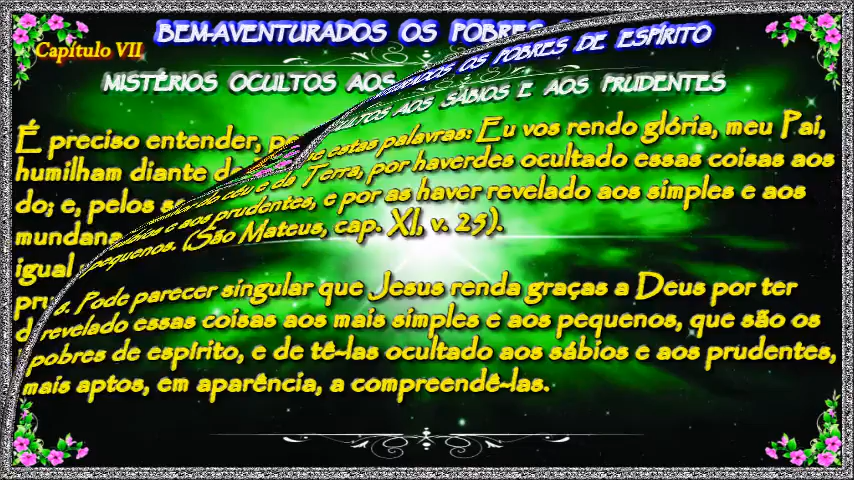 Capítulo VII
BEM-AVENTURADOS OS POBRES
OS POBRES DE ESPÍRITO
MISTÉRIOS OCULTOS AOS
OCULTOS AOS SÁBIOS E AOS PRUDENTES
É preciso entender,
humilham diante
do; e, pelos
mundana
igual
estas palavras: Eu vos rendo glória, meu Pai,
do céu e da Terra, por haverdes ocultado essas coisas aos
sábios e aos prudentes, e por as haver revelado aos simples e aos
pequenos. (São Mateus, cap. XI, v. 25).
Pode parecer singular que Jesus renda graças a Deus por ter
revelado essas coisas aos mais simples e aos pequenos, que são os
pobres de espírito, e de tê-las ocultado aos sábios e aos prudentes,
mais aptos, em aparência, a compreendê-las.